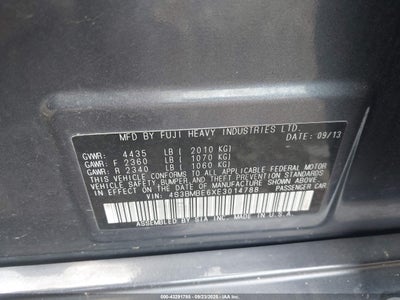 MFD BY FUJI HEAVY INDUSTRIES LTD.
DATE: 09/13
GVWR: 4435 LB (2010 KG)
GAWR: F 2360 LB (1070 KG)
GAWR: R 2340 LB (1060 KG)
THIS VEHICLE CONFORMS TO ALL APPLICABLE FEDERAL MOTOR
VEHICLE SAFETY, BUMPER AND THEFT PREVENTION STANDARDS
IN EFFECT ON THE DATE OF MANUFACTURE SHOWN ABOVE.
VIN: 4S3BMBE6XE3014788 PASSENGER CAR
ASSEMBLED BY SIA, INC. MADE IN U.S.A.